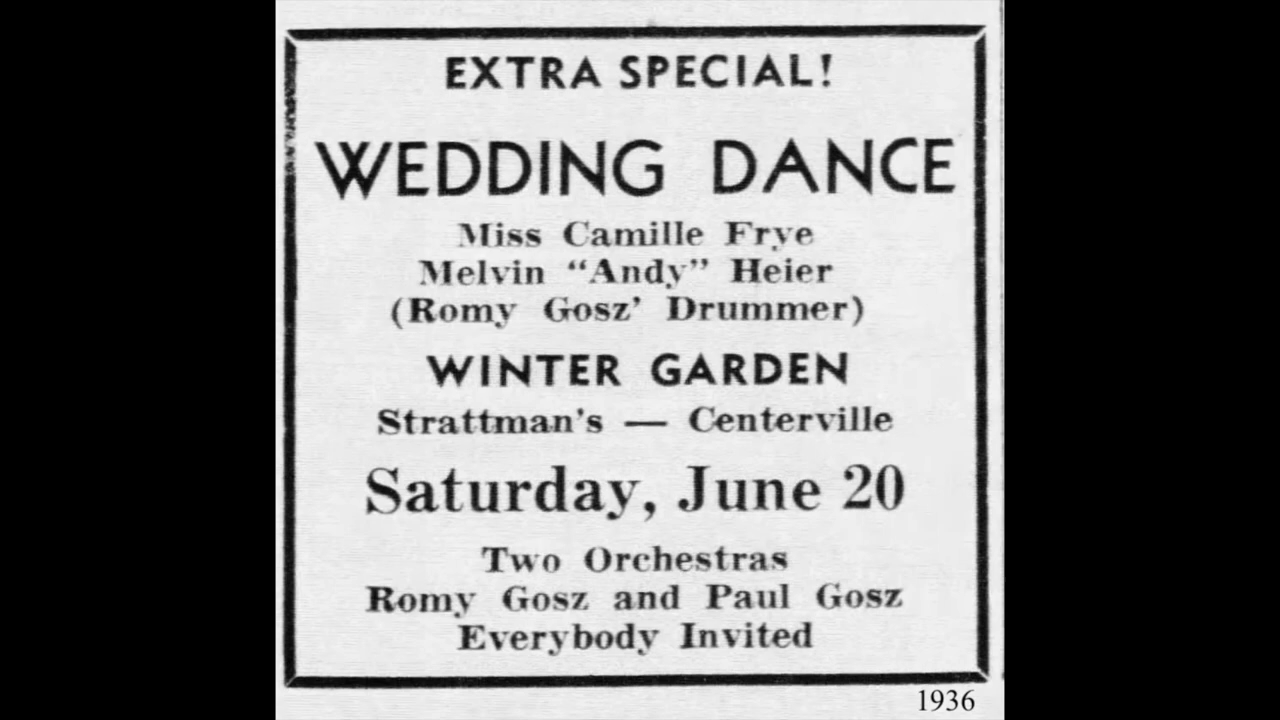 EXTRA SPECIAL!
WEDDING DANCE
Miss Camille Frye
Melvin “Andy” Heier
(Romy Gosz’ Drummer)
WINTER GARDEN
Strattman's — Centerville
Saturday, June 20
Two Orchestras
Romy Gosz and Paul Gosz
Everybody Invited
1936